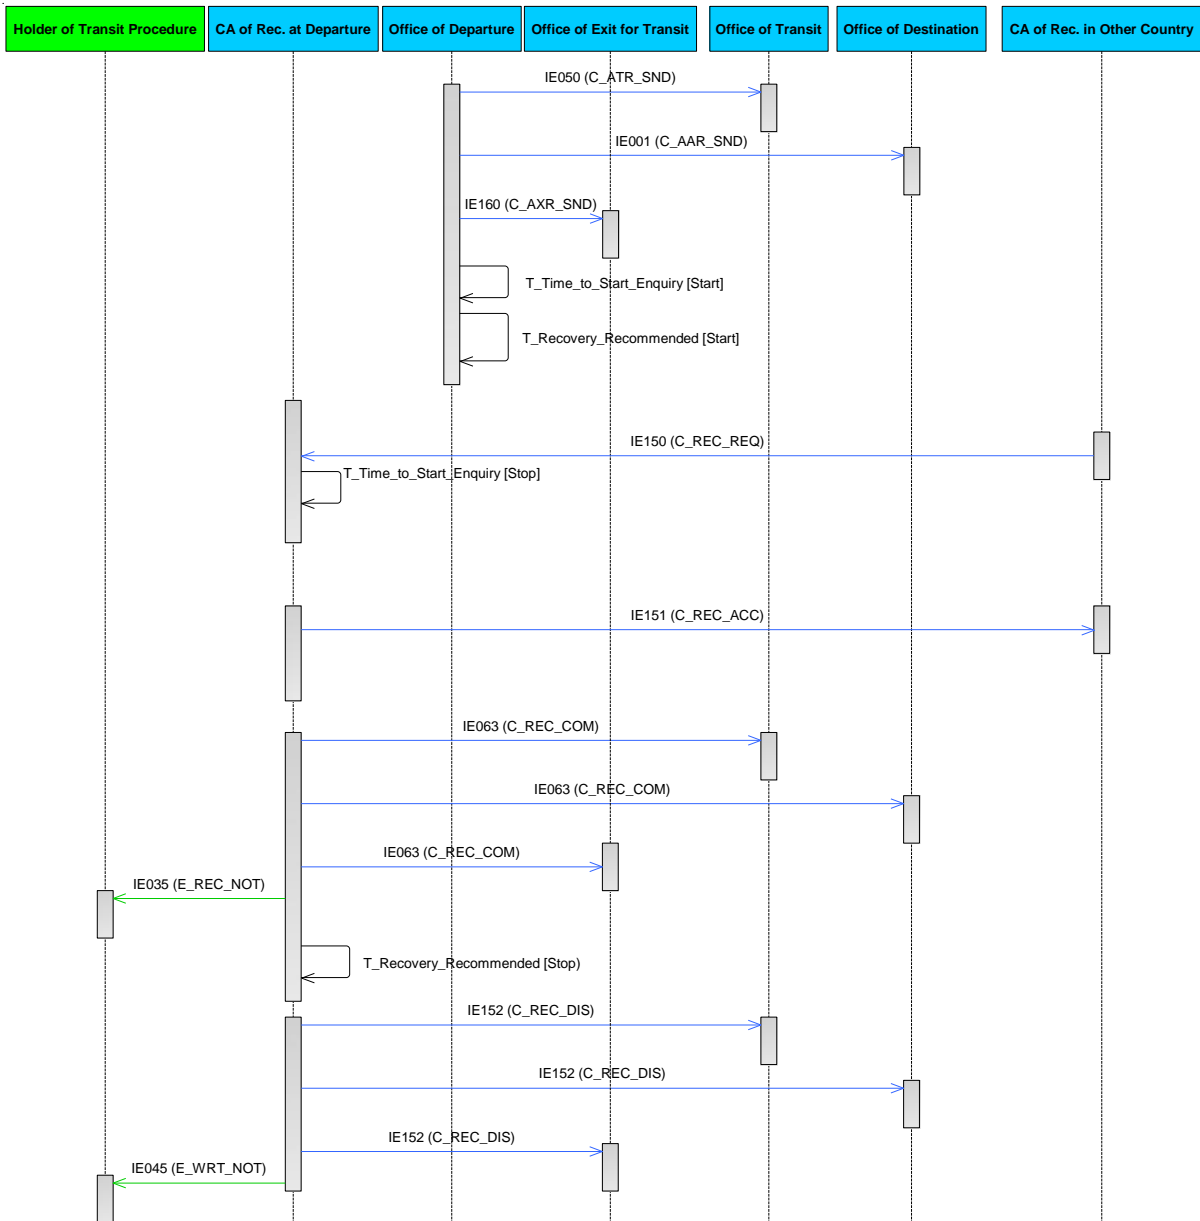 Holder of Transit Procedure
CA of Rec. at Departure
Office of Departure
Office of Exit for Transit
Office of Transit
Office of Destination
CA of Rec. in Other Country
IE050 (C_ATR_SND)
IE001 (C_AAR_SND)
IE160 (C_AXR_SND)
T_Time_to_Start_Enquiry [Start]
T_Recovery_Recommended [Start]
IE150 (C_REC_REQ)
T_Time_to_Start_Enquiry [Stop]
IE151 (C_REC_ACC)
IE063 (C_REC_COM)
IE063 (C_REC_COM)
IE063 (C_REC_COM)
IE035 (E_REC_NOT)
T_Recovery_Recommended [Stop)
IE152 (C_REC_DIS)
IE152 (C_REC_DIS)
IE152 (C_REC_DIS)
IE045 (E_WRT_NOT)